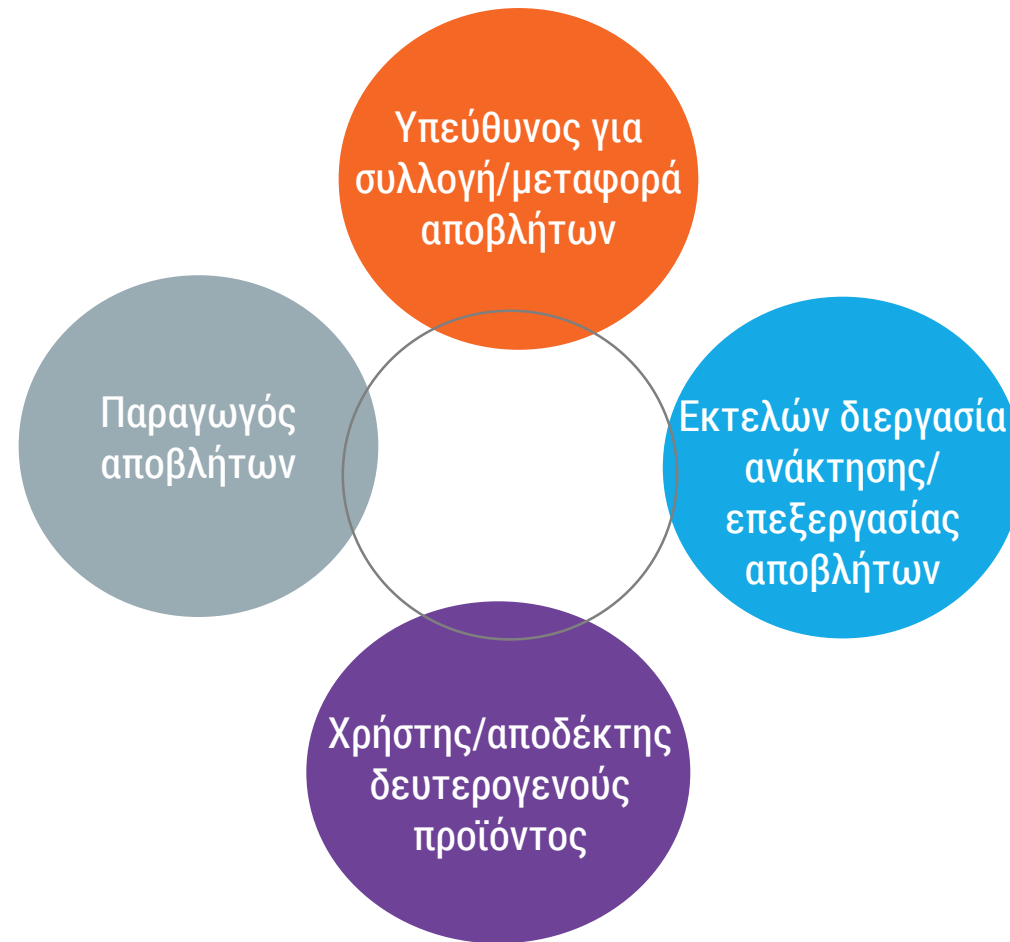 Υπεύθυνος για
συλλογή/μεταφορά
αποβλήτων
Παραγωγός
αποβλήτων
Εκτελών διεργασία
ανάκτησης/
επεξεργασίας
αποβλήτων
Χρήστης/αποδέκτης
δευτερογενούς
προϊόντος